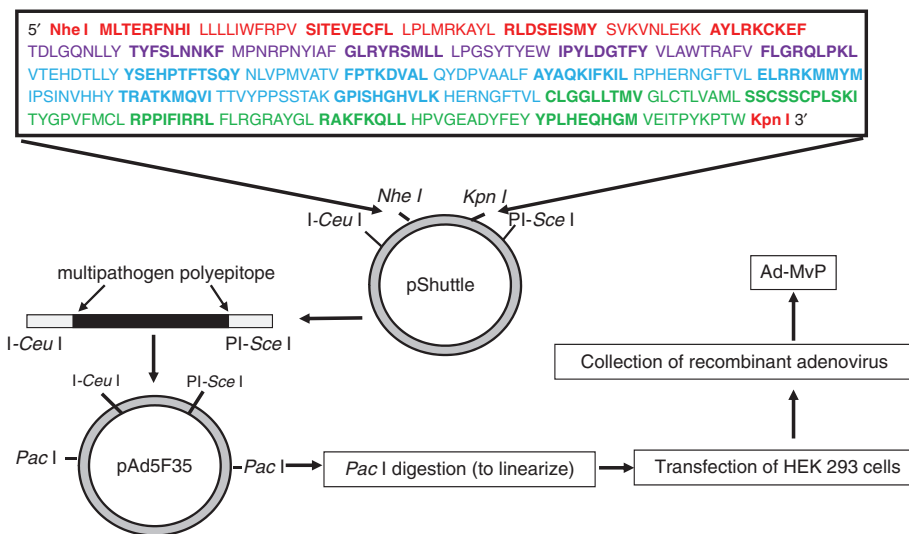 5′ Nhe I MLTERFNHI LLLLIWFRPV SITEVECFL LPLMRKAYL RLDSEISMY SVKVNLEKK AYLRKCKEF
TDLGQNLLY TYFSLNNKF MPNRPNYIAF GLRYRSMLL LPGSYTYEW IPYLDGTFY VLAWTRAFV FLGRQLPKL
VTEHDTLLY YSEHPTFTSQY NLVPMVATV FPTKDVALL QYDPVAALF AYAQKIFKIL RPHERNGFTVL ELRRKMMYM
IPSINVHHY TRATKMQVI TTVYPPSSTAK GPISHGHVLK HERNGFTVL CLGGLLTMV GLCTLVAML SSCSSCPLSKI
TYGPVFMCL RPPIFIRRL FLRGRAYGL RAKFKQLL HPVGEADYFEY YPLHEQHGM VEITPYKPTW Kpn I 3′
Nhe I
Kpn I
I-Ceu I
PI-Sce I
pShuttle
multipathogen polyepitope
I-Ceu I
PI-Sce I
Ad-MvP
Collection of recombinant adenovirus
I-Ceu I
PI-Sce I
Pac I
pAd5F35
Pac I
Pac I digestion (to linearize)
Transfection of HEK 293 cells